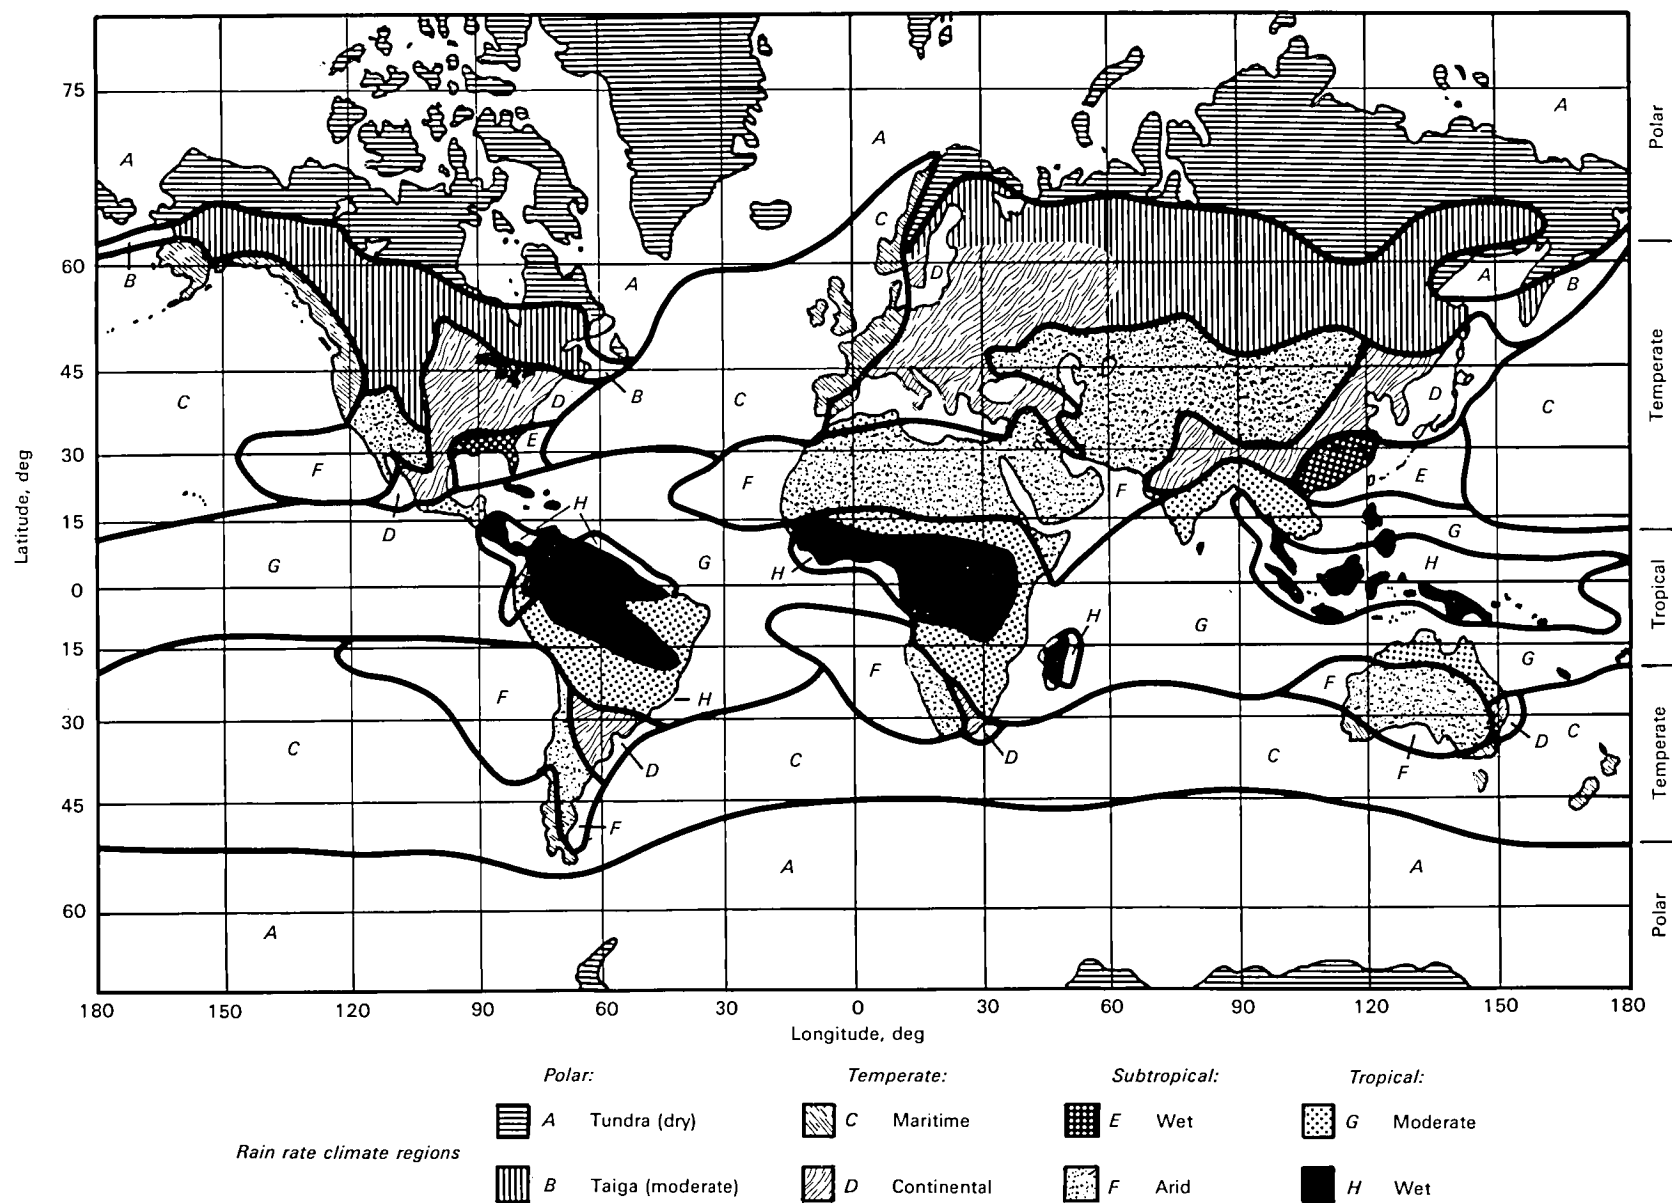 75
A
A
A
Polar
C
60
B
D
A
A
B
45
C
C
B
D
D
C
Temperate
E
30
F
F
F
E
15
H
D
G
Latitude, deg
G
G
H
H
H
Tropical
0
G
15
F
F
F
G
H
30
C
D
C
D
C
F
D
C
Temperate
45
F
A
A
60
A
Polar
180 150 120 90 60 30 0 30 60 90 120 150 180
Longitude, deg
Polar: Temperate: Subtropical: Tropical:
A Tundra (dry) C Maritime E Wet G Moderate
Rain rate climate regions
B Taiga (moderate) D Continental F Arid H Wet